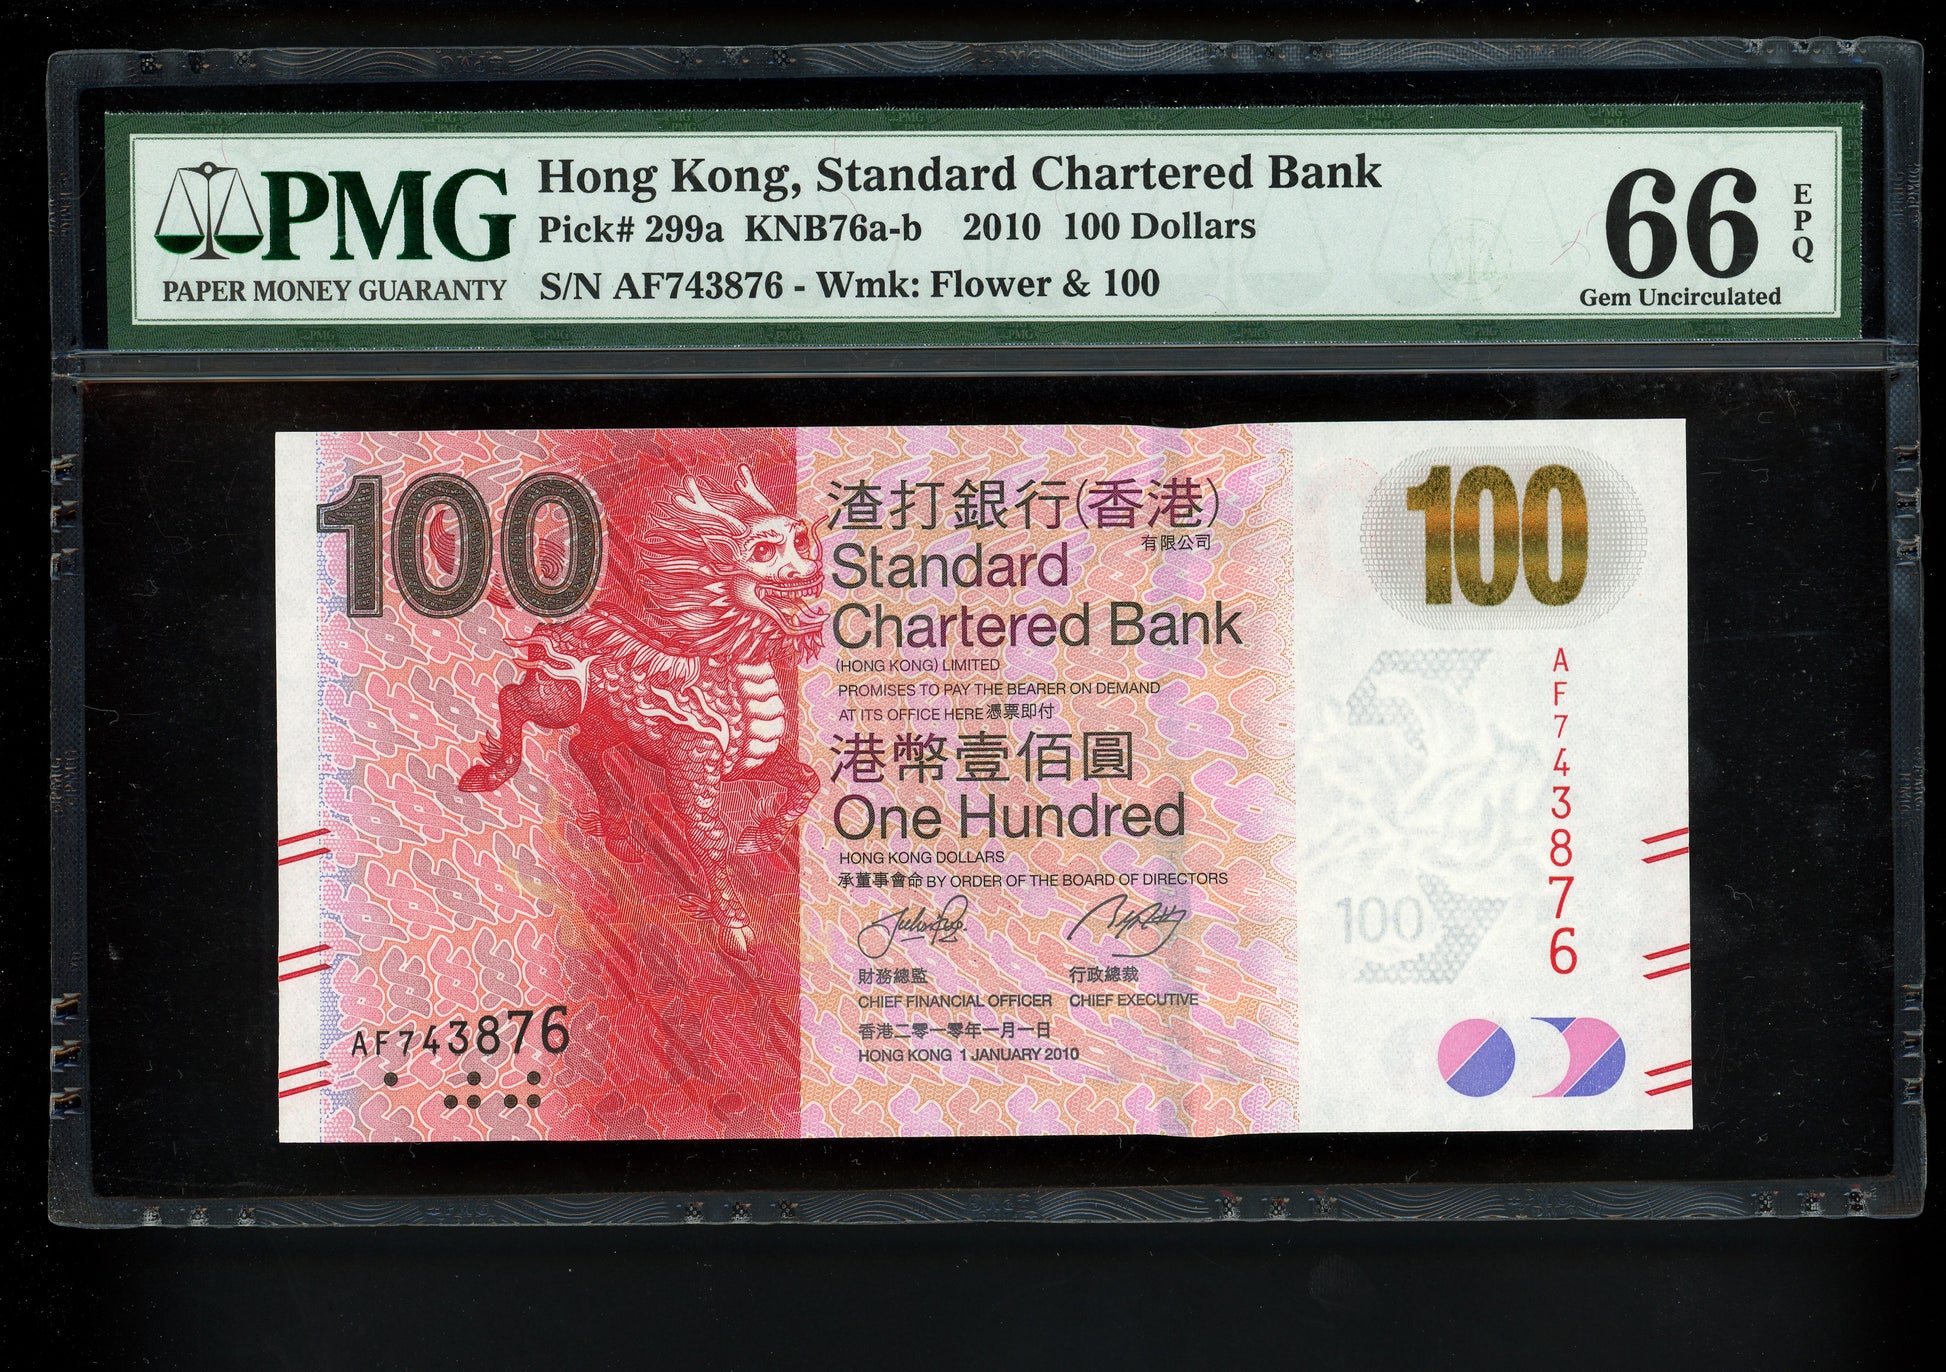 PMG
PAPER MONEY GUARANTY
Hong Kong, Standard Chartered Bank
Pick# 299a KNB76a-b 2010 100 Dollars
S/N AF743876 - Wmk: Flower & 100
66
EPQ
Gem Uncirculated
100
渣打銀行(香港)
有限公司
Standard
Chartered Bank
(HONG KONG) LIMITED
PROMISES TO PAY THE BEARER ON DEMAND
AT ITS OFFICE HERE 憑票即付
港幣壹佰圓
One Hundred
HONG KONG DOLLARS
承董事會命 BY ORDER OF THE BOARD OF DIRECTORS
財務總監
CHIEF FINANCIAL OFFICER
行政總裁
CHIEF EXECUTIVE
香港二零一零年一月一日
HONG KONG 1 JANUARY 2010
AF743876
100
AF743876
100